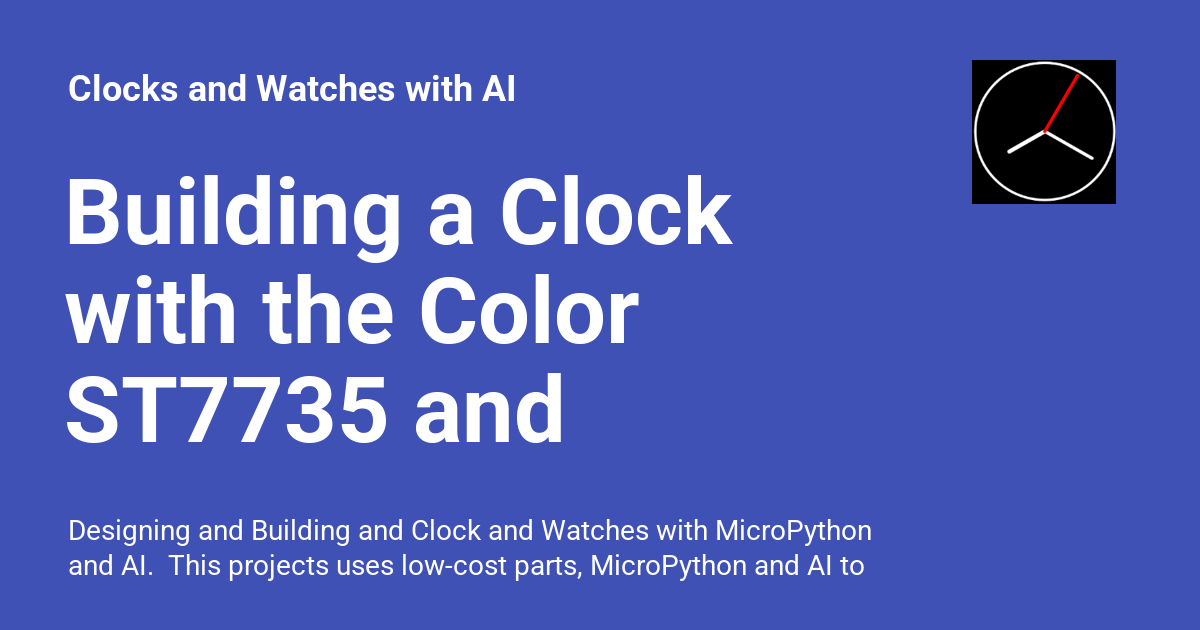 Clocks and Watches with AI
Building a Clock
with the Color
ST7735 and
Designing and Building and Clock and Watches with MicroPython
and AI.  This projects uses low-cost parts, MicroPython and AI to